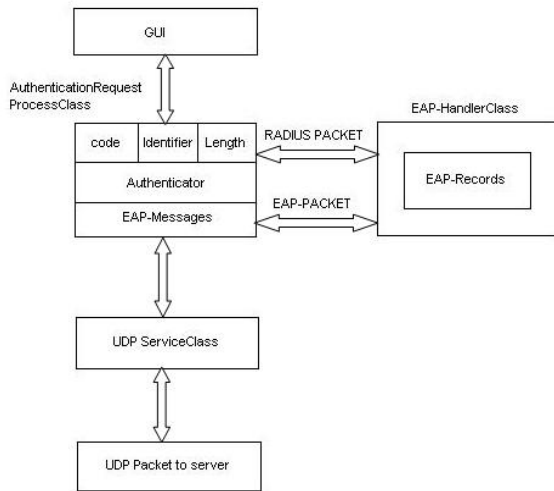 GUI
AuthenticationRequest
ProcessClass
EAP-HandlerClass
code Identifier Length
RADIUS PACKET
EAP-Records
Authenticator
EAP-PACKET
EAP-Messages
UDP ServiceClass
UDP Packet to server